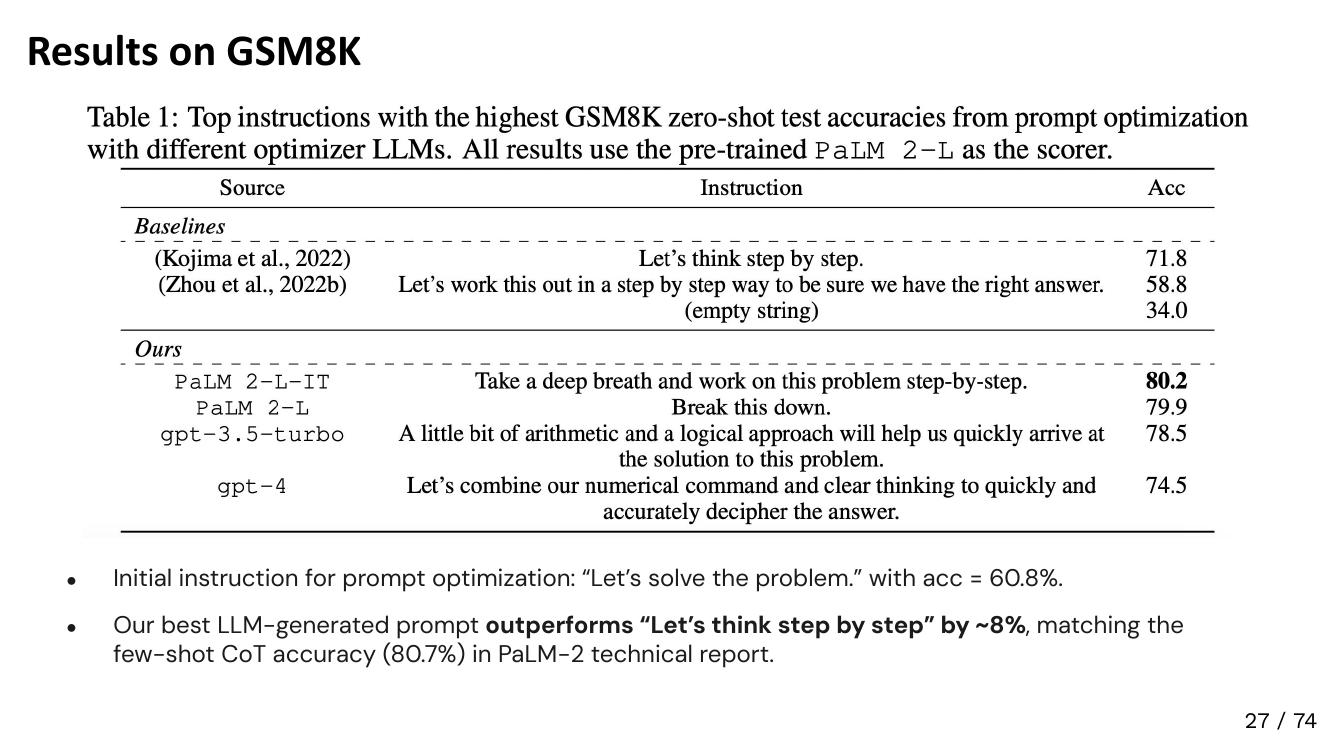 Results on GSM8K
Table 1: Top instructions with the highest GSM8K zero-shot test accuracies from prompt optimization
with different optimizer LLMs. All results use the pre-trained PaLM 2-L as the scorer.
Source Instruction Acc
Baselines
(Kojima et al., 2022) Let's think step by step. 71.8
(Zhou et al., 2022b) Let's work this out in a step by step way to be sure we have the right answer. 58.8
(empty string) 34.0
Ours
PaLM 2-L-IT Take a deep breath and work on this problem step-by-step. 80.2
PaLM 2-L Break this down. 79.9
gpt-3.5-turbo A little bit of arithmetic and a logical approach will help us quickly arrive at 78.5
the solution to this problem.
gpt-4 Let's combine our numerical command and clear thinking to quickly and 74.5
accurately decipher the answer.
• Initial instruction for prompt optimization: “Let's solve the problem.” with acc = 60.8%.
• Our best LLM-generated prompt outperforms “Let's think step by step” by ~8%, matching the
few-shot CoT accuracy (80.7%) in PaLM-2 technical report.
27 / 74